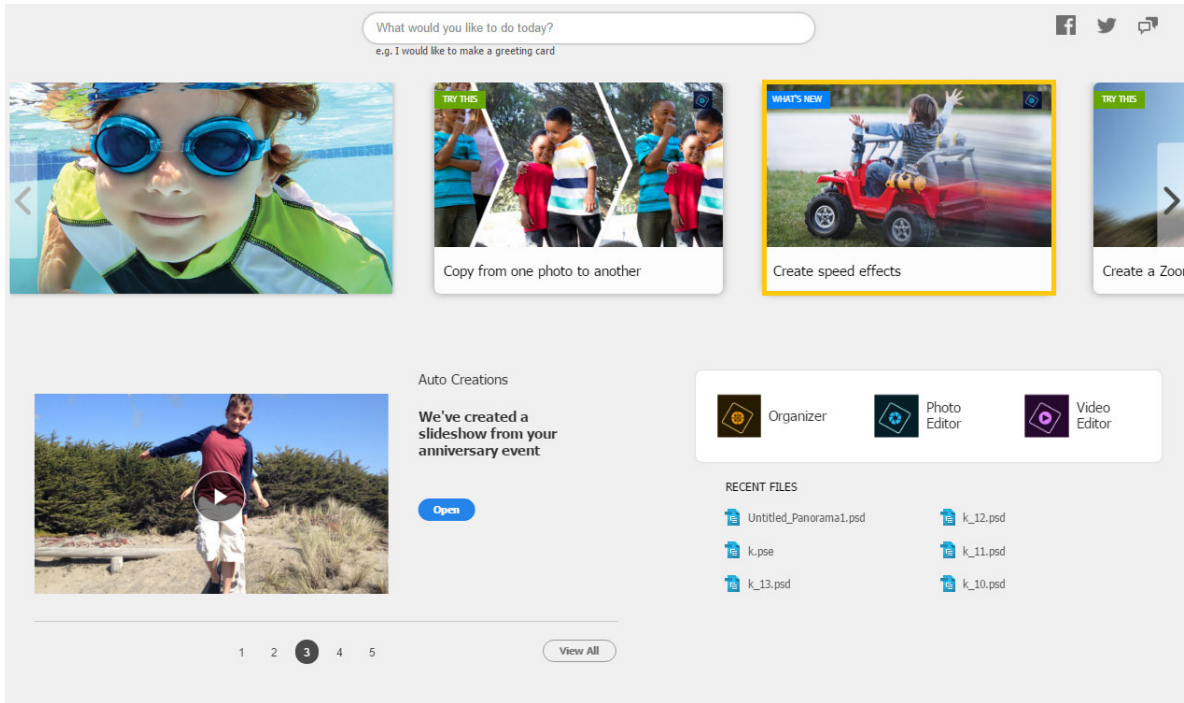 What would you like to do today?
e.g. I would like to make a greeting card
TRY THIS
WHAT'S NEW
TRY THIS
Copy from one photo to another
Create speed effects
Create a Zoo
Auto Creations
We've created a
slideshow from your
anniversary event
Open
Organizer
Photo
Editor
Video
Editor
RECENT FILES
Untitled_Panorama1.psd
k_12.psd
k.pse
k_11.psd
k_13.psd
k_10.psd
1 2 3 4 5
View All